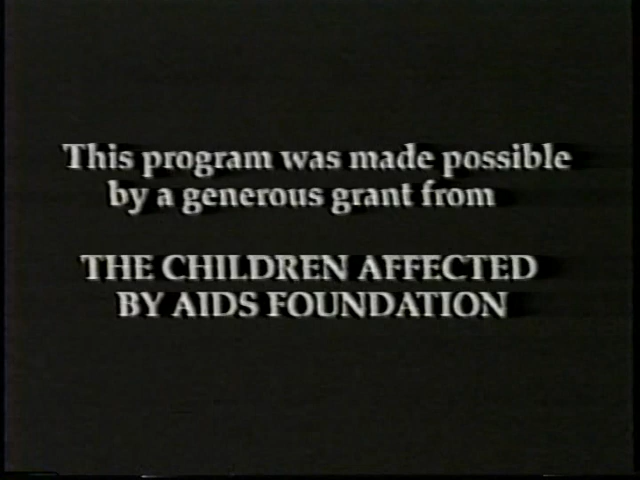 This program was made possible
by a generous grant from
THE CHILDREN AFFECTED
BY AIDS FOUNDATION